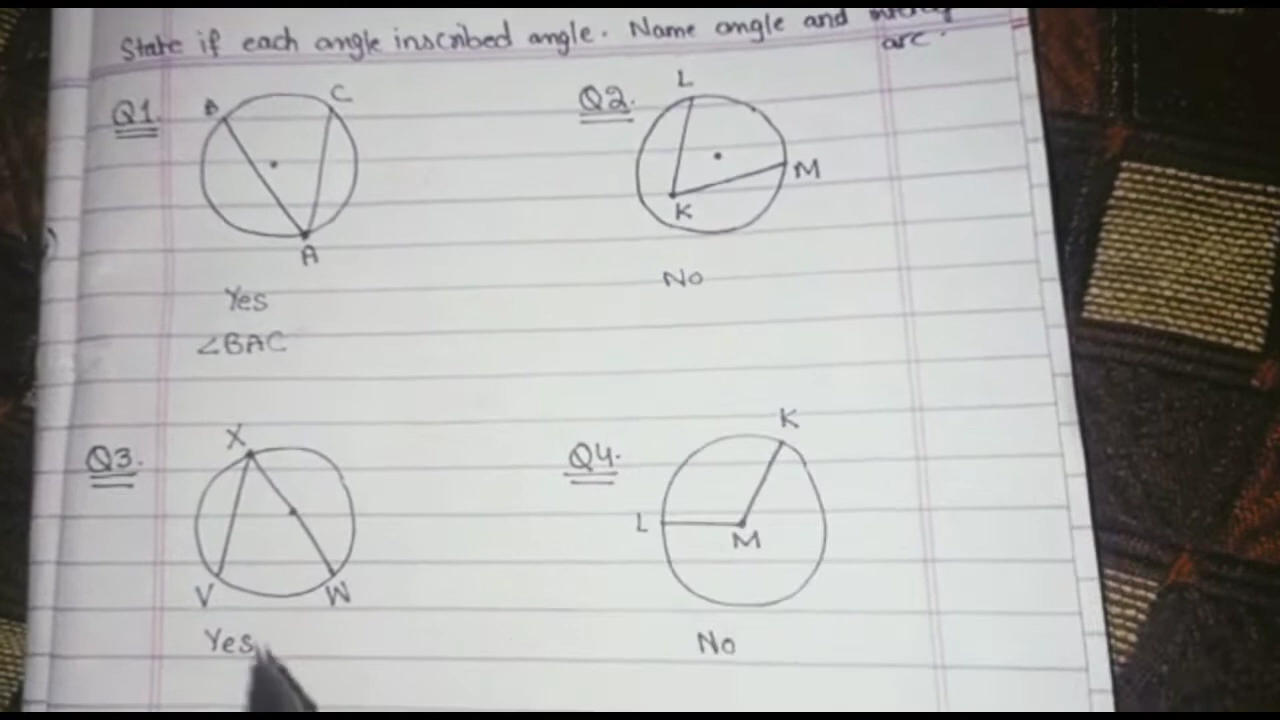 State if each angle inscribed angle. Name angle and
arc.
Q1.
B
C
A
Yes
∠BAC
Q2.
L
M
K
No
Q3.
X
V
W
Yes
Q4.
K
L
M
No